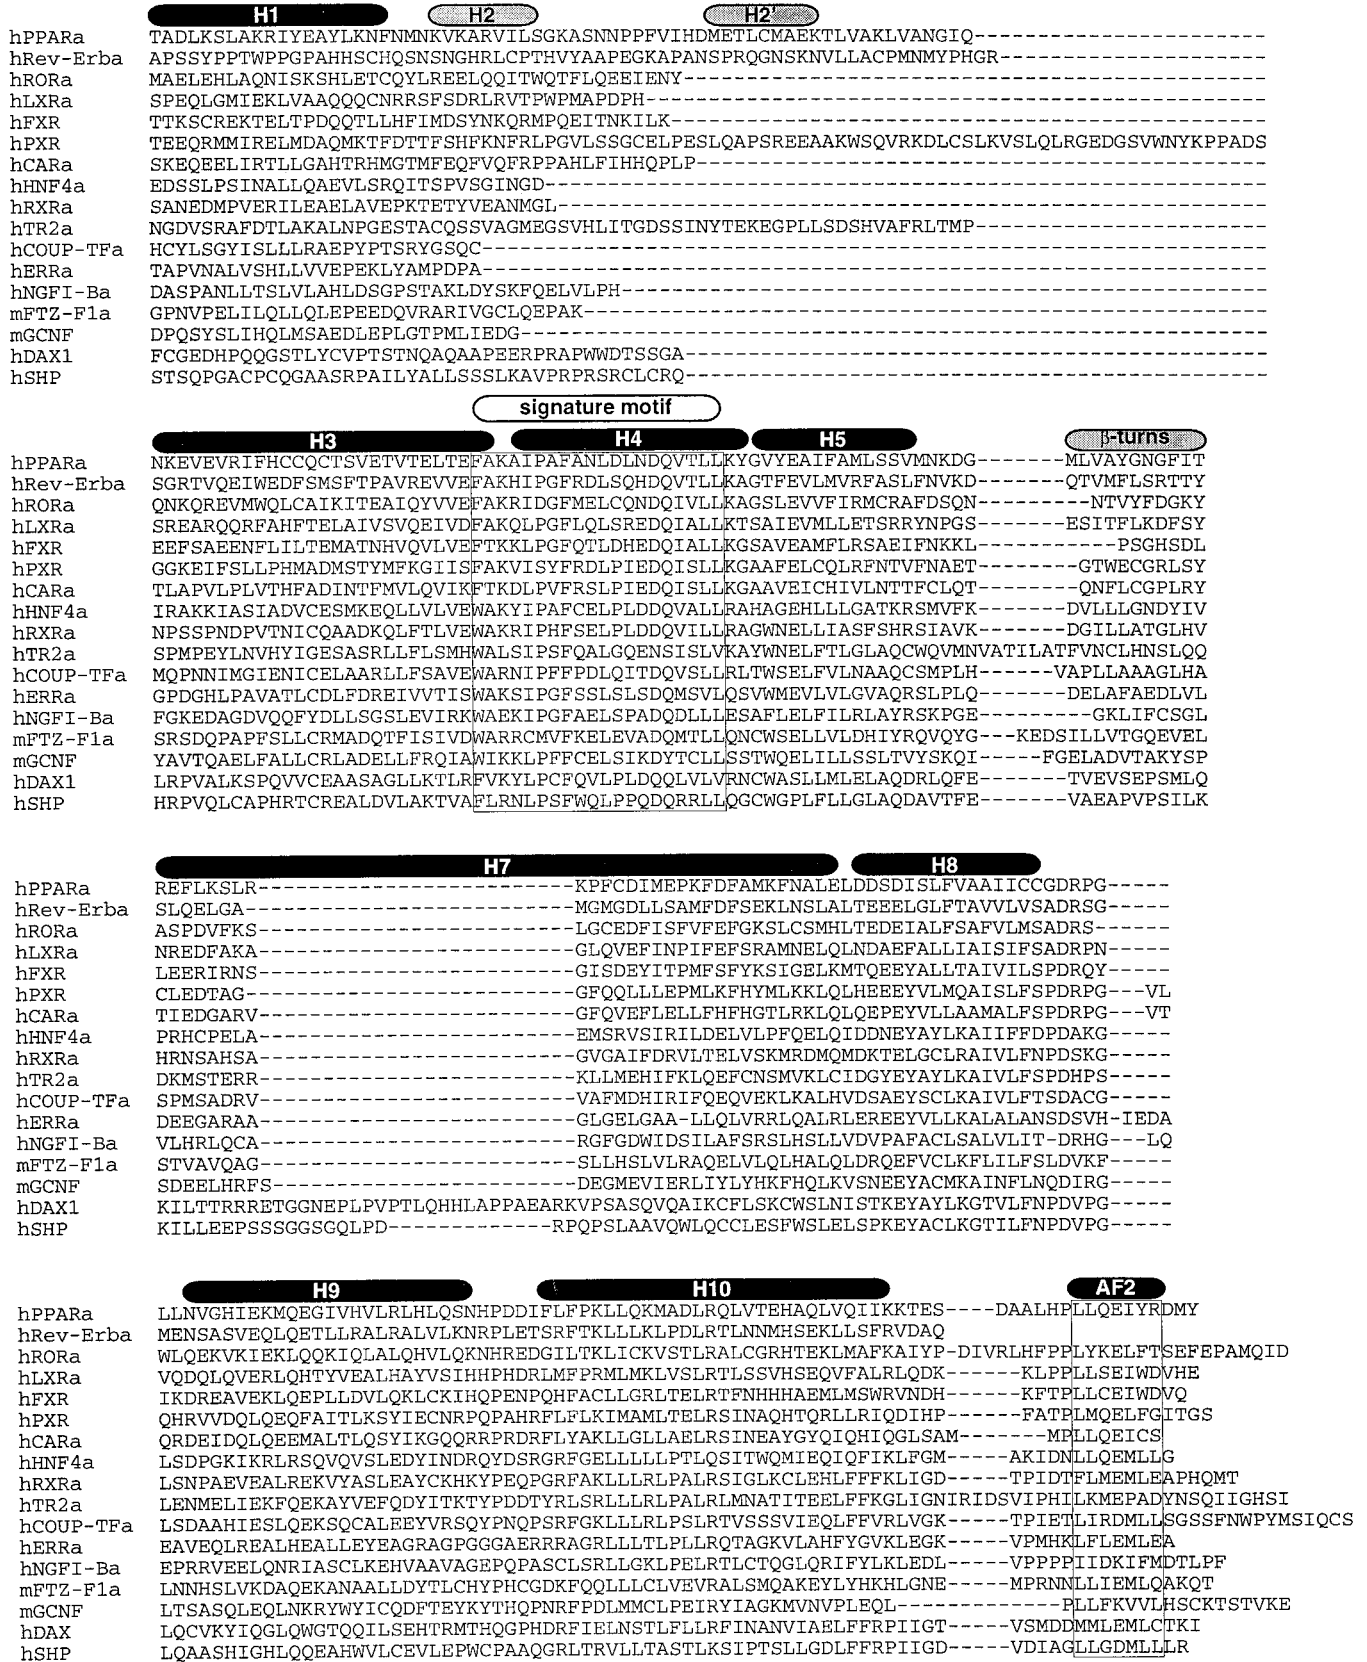 H1 H2 H2'
hPPARa TADLKSLAKRIYEAYLKNFNMNKVKARVILSGKASNNPPFVIHDMETLCMAEKTLVAKLVANGIQ--------------------------------
hRev-Erba APSSYPPTWPPGPAHHSCHQSNSNGHRLCPTHVYAAPEGKAPANSPRQGNSKNVLLACPMNMYPHGR-----------------------------
hRORa MAELEHLAQNISKSHLETCQYLREELQQITWQTFLQEEIENY----------------------------------------------------------------
hLXRa SPEQLGMIEKLVAAQQQCNRRSFSDRLRVTPWPMAPDPH--------------------------------------------------------------------
hFXR TTKSCREKTELTPDQQTLLHFIMDSYNKQRMPQEITNKILK-----------------------------------------------------------------
hPXR TEEQRMMIRELMDAQMKTFDTTFSHFKNFRLPGVLSSGCELPESLQAPSREEAAKWSQVRKDLCSLKVSLQLRGEDGSVWNYKPPADS
hCARa SKEQEELIRTLLGAHTRHMGTMFEQFVQFRPPAHLFIHHQPLP--------------------------------------------------------------
hHNF4a EDSSLPSINALLQAEVLSRQITSPVSGINGD-------------------------------------------------------------------------------
hRXRa SANEDMPVERILEAELAVEPKTETYVEANMGL------------------------------------------------------------------------------
hTR2a NGDVSRAFDTLAKALNPGESTACQSSVAGMEGSVHLITGDSSINYTEKEGPLLSDSHVAFRLTMP--------------------------------
hCOUP-TFa HCYLSGYISLLLRAEPYPTSRYGSQC----------------------------------------------------------------------------------------
hERRa TAPVNALVSHLLVVEPEKLYAMPDPA----------------------------------------------------------------------------------------
hNGFI-Ba DASPANLLTSLVLAHLDSGPSTAKLDYSKFQELVLPH-----------------------------------------------------------------------
mFTZ-F1a GPNVPELILQLLQLEPEEDQVRARIVGCLQEPAK--------------------------------------------------------------------------
mGCNF DPQSYSLIHQLMSAEDLEPLGTPMLIEDG------------------------------------------------------------------------------------
hDAX1 FCGEDHPQQGSTLYCVPTSTNQAQAAPEERPRAPWWDTSSGA----------------------------------------------------------------
hSHP STSQPGACPCQGAASRPAILYALLSSSLKAVPRPRSRCLCRQ----------------------------------------------------------------
signature motif
H3 H4 H5 β-turns
hPPARa NKEVEVRIFHCCQCTSVETVTELTEFAKAIPAFANLDLNDQVTLLKYGVYEAIFAMLSSVMNKDG-------MLVAYGNGFIT
hRev-Erba SGRTVQEIWEDFSMSFTPAVREVVEFAKHIPGFRDLSQHDQVTLLKAGTFEVLMVRFASLFNVKD-------QTVMFLSRTTY
hRORa QNKQREVMWQLCAIKITEAIQYVVEFAKRIDGFMELCQNDQIVLLKAGSLEVVFIRMCRAFDSQN---------NTVYFDGKY
hLXRa SREARQQRFAHFTELAIVSVQEIVDFAKQLPGFLQLSREDQIALLKTSAIEVMLLETSRRYNPGS-------ESITFLKDFSY
hFXR EEFSAEENFLILTEMATNHVQVLVEFTKKLPGFQTLDHEDQIALLKGSAVEAMFLRSAEIFNKKL-----------PSGHSDL
hPXR GGKEIFSLLPHMADMSTYMFKGIISFAKVISYFRDLPIEDQISLLKGAAFELCQLRFNTVFNAET--------GTWECGRLSY
hCARa TLAPVLPLVTHFADINTFMVLQVIKFTKDLPVFRSLPIEDQISLLKGAAVEICHIVLNTTFCLQT--------QNFLCGPLRY
hHNF4a IRAKKIASIADVCESMKEQLLVLVEWAKYIPAFCELPLDDQVALLRAHAGEHLLLGATKRSMVFK-------DVLLLGNDYIV
hRXRa NPSSPNDPVTNICQAADKQLFTLVEWAKRIPHFSELPLDDQVILLRAGWNELLIASFSHRSIAVK-------DGILLATGLHV
hTR2a SPMPEYLNVHYIGESASRLLFLSMHWALSIPSFQALGQENSISLVKAYWNELFTLGLAQCWQVMNVATILATFVNCLHNSLQQ
hCOUP-TFa MQPNNIMGIENICELAARLLFSAVEWARNIPFFPDLQITDQVSLLRLTWSELFVLNAAQCSMPLH------VAPLLAAAGLHA
hERRa GPDGHLPAVATLCDLFDREIVVTISWAKSIPGFSSLSLSDQMSVLQSVWMEVLVLGVAQRSLPLQ-------DELAFAEDLVL
hNGFI-Ba FGKEDAGDVQQFYDLLSGSLEVIRKWAEKIPGFAELSPADQDLLLESAFLELFILRLAYRSKPGE---------GKLIFCSGL
mFTZ-F1a SRSDQPAPFSLLCRMADQTFISIVDWARRCMVFKELEVADQMTLLQNCWSELLVLDHIYRQVQYG---KEDSILLVTGQEVEL
mGCNF YAVTQAELFALLCRLADELLFRQIAWIKKLPFFCELSIKDYTCLLSSTWQELILLSSLTVYSKQI-----FGELADVTAKYSP
hDAX1 LRPVALKSPQVVCEAASAGLLKTLRFVKYLPCFQVLPLDQQLVLVRNCWASLLMLELAQDRLQFE-------TVEVSEPSMLQ
hSHP HRPVQLCAPHRTCREALDVLAKTVAFLRNLPSFWQLPPQDQRRLLQGCWGPLFLLGLAQDAVTFE-------VAEAPVPSILK
H7 H8
hPPARa REFLKSLR-------------------------KPFCDIMEPKFDFAMKFNALELDDSDISLFVAAIICCGDRPG-----
hRev-Erba SLQELGA--------------------------MGMGDLLSAMFDFSEKLNSLALTEEELGLFTAVVLVSADRSG-----
hRORa ASPDVFKS-------------------------LGCEDFISFVFEFGKSLCSMHLTEDEIALFSAFVLMSADRS------
hLXRa NREDFAKA-------------------------GLQVEFINPIFEFSRAMNELQLNDAEFALLIAISIFSADRPN-----
hFXR LEERIRNS-------------------------GISDEYITPMFSFYKSIGELKMTQEEYALLTAIVILSPDRQY-----
hPXR CLEDTAG--------------------------GFQQLLLEPMLKFHYMLKKLQLHEEEYVLMQAISLFSPDRPG---VL
hCARa TIEDGARV-------------------------GFQVEFLELLFHFHGTLRKLQLQEPEYVLLAAMALFSPDRPG---VT
hHNF4a PRHCPELA-------------------------EMSRVSIRILDELVLPFQELQIDDNEYAYLKAIIFFDPDAKG-----
hRXRa HRNSAHSA-------------------------GVGAIFDRVLTELVSKMRDMQMDKTELGCLRAIVLFNPDSKG-----
hTR2a DKMSTERR-------------------------KLLMEHIFKLQEFCNSMVKLCIDGYEYAYLKAIVLFSPDHPS-----
hCOUP-TFa SPMSADRV-------------------------VAFMDHIRIFQEQVEKLKALHVDSAEYSCLKAIVLFTSDACG-----
hERRa DEEGARAA-------------------------GLGELGAA-LLQLVRRLQALRLEREEYVLLKALALANSDSVH-IEDA
hNGFI-Ba VLHRLQCA-------------------------RGFGDWIDSILAFSRSLHSLLVDVPAFACLSALVLIT-DRHG---LQ
mFTZ-F1a STVAVQAG-------------------------SLLHSLVLRAQELVLQLHALQLDRQEFVCLKFLILFSLDVKF-----
mGCNF SDEELHRFS------------------------DEGMEVIERLIYLYHKFHQLKVSNEEYACMKAINFLNQDIRG-----
hDAX1 KILTTRRRETGGNEPLPVPTLQHHLAPPAEARKVPSASQVQAIKCFLSKCWSLNISTKEYAYLKGTVLFNPDVPG-----
hSHP KILLEEPSSSGGSGQLPD-------------RPQPSLAAVQWLQCCLESFWSLELSPKEYACLKGTILFNPDVPG-----
H9 H10 AF2
hPPARa LLNVGHIEKMQEGIVHVLRLHLQSNHPDDIFLFPKLLQKMADLRQLVTEHAQLVQIIKKTES----DAALHPLLQEIYRDMY
hRev-Erba MENSASVEQLQETLLRALRALVLKNRPLETSRFTKLLLKLPDLRTLNNMHSEKLLSFRVDAQ
hRORa WLQEKVKIEKLQQKIQLALQHVLQKNHREDGILTKLICKVSTLRALCGRHTEKLMAFKAIYP-DIVRLHFPPLYKELFTSEFEPAMQID
hLXRa VQDQLQVERLQHTYVEALHAYVSIHHPHDRLMFPRMLMKLVSLRTLSSVHSEQVFALRLQDK------KLPPLLSEIWDVHE
hFXR IKDREAVEKLQEPLLDVLQKLCKIHQPENPQHFACLLGRLTELRTFNHHHAEMLMSWRVNDH------KFTPLLCEIWDVQ
hPXR QHRVVDQLQEQFAITLKSYIECNRPQPAHRFLFLKIMAMLTELRSINAQHTQRLLRIQDIHP------FATPLMQELFGITGS
hCARa QRDEIDQLQEEMALTLQSYIKGQQRRPRDRFLYAKLLGLLAELRSINEAYGYQIQHIQGLSAM-------MPLLQEICS
hHNF4a LSDPGKIKRLRSQVQVSLEDYINDRQYDSRGRFGELLLLLPTLQSITWQMIEQIQFIKLFGM-----AKIDNLLQEMLLG
hRXRa LSNPAEVEALREKVYASLEAYCKHKYPEQPGRFAKLLLRLPALRSIGLKCLEHLFFFKLIGD-----TPIDTFLMEMLEAPHQMT
hTR2a LENMELIEKFQEKAYVEFQDYITKTYPDDTYRLSRLLLRLPALRLMNATITEELFFKGLIGNIRIDSVIPHILKMEPADYNSQIIGHSI
hCOUP-TFa LSDAAHIESLQEKSQCALEEYVRSQYPNQPSRFGKLLLRLPSLRTVSSSVIEQLFFVRLVGK-----TPIETLIRDMLLSGSSFNWPYMSIQCS
hERRa EAVEQLREALHEALLEYEAGRAGPGGGAERRRAGRLLLTLPLLRQTAGKVLAHFYGVKLEGK-----VPMHKLFLEMLEA
hNGFI-Ba EPRRVEELQNRIASCLKEHVAAVAGEPQPASCLSRLLGKLPELRTLCTQGLQRIFYLKLEDL-----VPPPPIIDKIFMDTLPF
mFTZ-F1a LNNHSLVKDAQEKANAALLDYTLCHYPHCGDKFQQLLLCLVEVRALSMQAKEYLYHKHLGNE-----MPRNNLLIEMLQAKQT
mGCNF LTSASQLEQLNKRYWYICQDFTEYKYTHQPNRFPDLMMCLPEIRYIAGKMVNVPLEQL------------PLLFKVVLHSCKTSTVKE
hDAX LQCVKYIQGLQWGTQQILSEHTRMTHQGPHDRFIELNSTLFLLRFINANVIAELFFRPIIGT-----VSMDDMMLEMLCTKI
hSHP LQAASHIGHLQQEAHWVLCEVLEPWCPAAQGRLTRVLLTASTLKSIPTSLLGDLFFRPIIGD-----VDIAGLLGDMLLLR